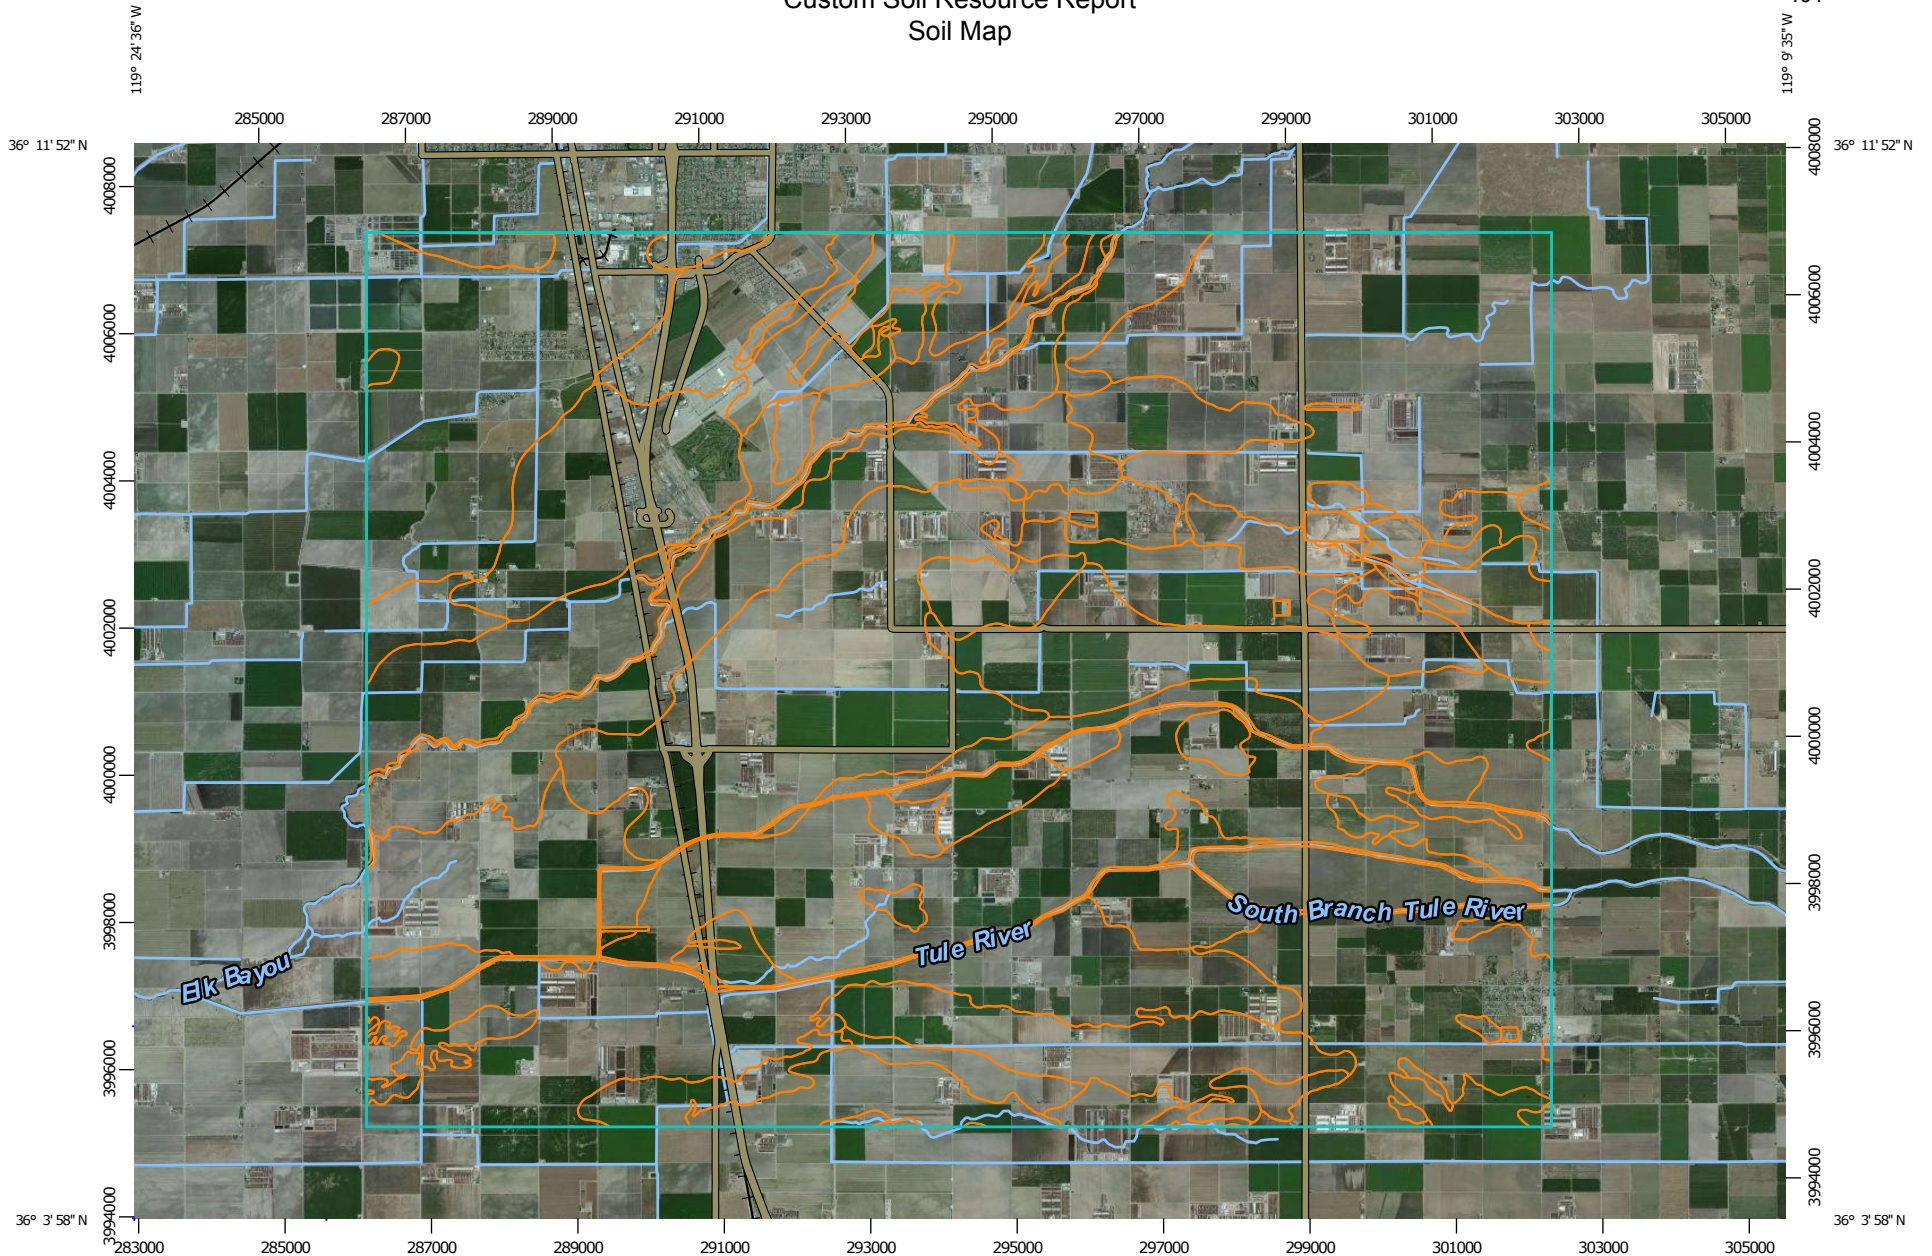 Custom Soil Resource Report
Soil Map
119° 24' 36" W
119° 9' 35" W
36° 11' 52" N
36° 11' 52" N
285000 287000 289000 291000 293000 295000 297000 299000 301000 303000 305000
4008000
4006000
4004000
4002000
4000000
3998000
3996000
3994000
4008000
4006000
4004000
4002000
4000000
3998000
3996000
3994000
South Branch Tule River
Tule River
Elk Bayou
36° 3' 58" N
36° 3' 58" N
283000 285000 287000 289000 291000 293000 295000 297000 299000 301000 303000 305000